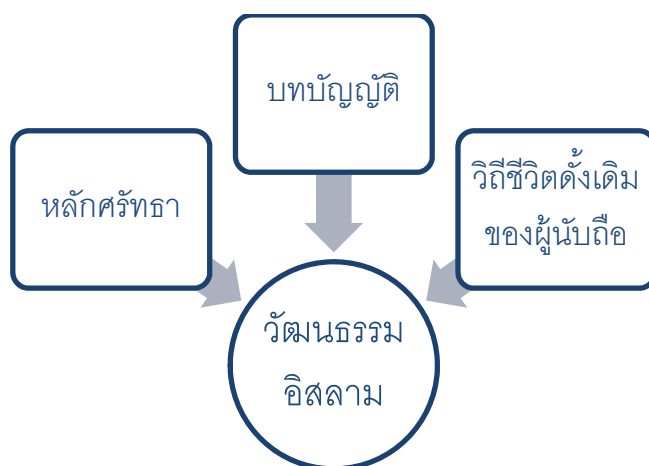 บทบัญญัติ
หลักศรัทธา
วิถีชีวิตดั้งเดิม
ของผู้นับถือ
วัฒนธรรม
อิสลาม